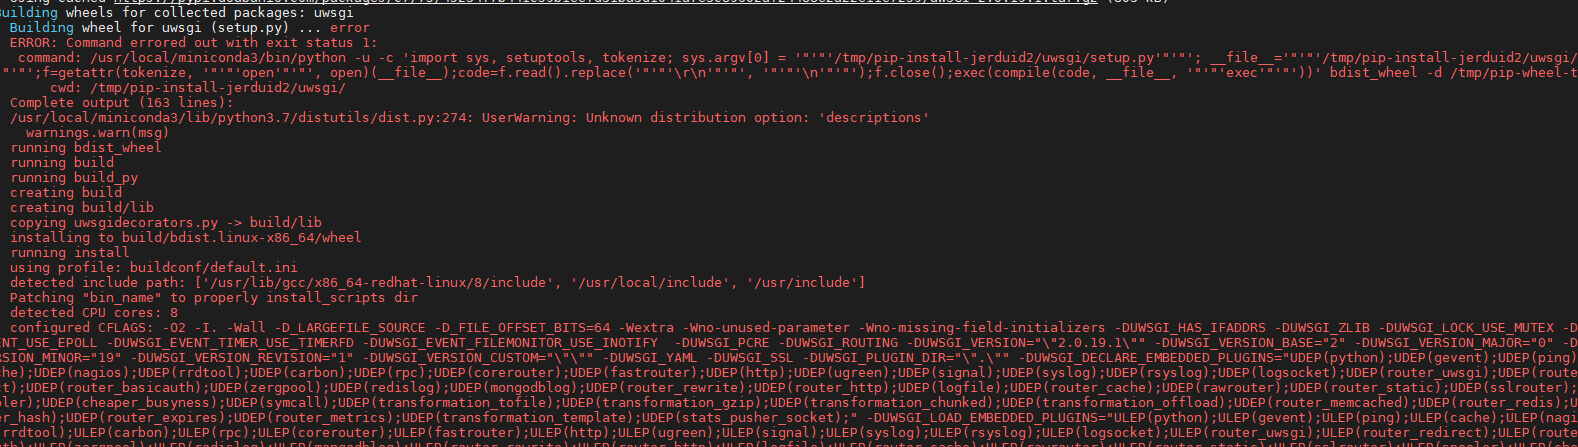 Building wheels for collected packages: uwsgi
Building wheel for uwsgi (setup.py) ... error
ERROR: Command errored out with exit status 1:
command: /usr/local/miniconda3/bin/python -u -c 'import sys, setuptools, tokenize; sys.argv[0] = '"'"'/tmp/pip-install-jerduid2/uwsgi/setup.py'"'"'; __file__='"'"'/tmp/pip-install-jerduid2/uwsgi/
"'"';f=getattr(tokenize, '"'"'open'"'"', open)(__file__);code=f.read().replace('"'"'\r\n'"'"', '"'"'\n'"'"');f.close();exec(compile(code, __file__, '"'"'exec'"'"'))' bdist_wheel -d /tmp/pip-wheel-t
cwd: /tmp/pip-install-jerduid2/uwsgi/
Complete output (163 lines):
/usr/local/miniconda3/lib/python3.7/distutils/dist.py:274: UserWarning: Unknown distribution option: 'descriptions'
warnings.warn(msg)
running bdist_wheel
running build
running build_py
creating build
creating build/lib
copying uwsgidecorators.py -> build/lib
installing to build/bdist.linux-x86_64/wheel
running install
using profile: buildconf/default.ini
detected include path: ['/usr/lib/gcc/x86_64-redhat-linux/8/include', '/usr/local/include', '/usr/include']
Patching "bin_name" to properly install_scripts dir
detected CPU cores: 8
configured CFLAGS: -O2 -I. -Wall -D_LARGEFILE_SOURCE -D_FILE_OFFSET_BITS=64 -Wextra -Wno-unused-parameter -Wno-missing-field-initializers -DUWSGI_HAS_IFADDRS -DUWSGI_ZLIB -DUWSGI_LOCK_USE_MUTEX -D
ENT_USE_EPOLL -DUWSGI_EVENT_TIMER_USE_TIMERFD -DUWSGI_EVENT_FILEMONITOR_USE_INOTIFY -DUWSGI_PCRE -DUWSGI_ROUTING -DUWSGI_VERSION="\"2.0.19.1\"" -DUWSGI_VERSION_BASE="2" -DUWSGI_VERSION_MAJOR="0" -D
RSION_MINOR="19" -DUWSGI_VERSION_REVISION="1" -DUWSGI_VERSION_CUSTOM="\"\"" -DUWSGI_YAML -DUWSGI_SSL -DUWSGI_PLUGIN_DIR="\".\"" -DUWSGI_DECLARE_EMBEDDED_PLUGINS="UDEP(python);UDEP(gevent);UDEP(ping)
che);UDEP(nagios);UDEP(rrdtool);UDEP(carbon);UDEP(rpc);UDEP(corerouter);UDEP(fastrouter);UDEP(http);UDEP(ugreen);UDEP(signal);UDEP(syslog);UDEP(rsyslog);UDEP(logsocket);UDEP(router_uwsgi);UDEP(route
t);UDEP(router_basicauth);UDEP(zergpool);UDEP(redislog);UDEP(mongodblog);UDEP(router_rewrite);UDEP(router_http);UDEP(logfile);UDEP(router_cache);UDEP(rawrouter);UDEP(router_static);UDEP(sslrouter);
ler);UDEP(cheaper_busyness);UDEP(symcall);UDEP(transformation_tofile);UDEP(transformation_gzip);UDEP(transformation_chunked);UDEP(transformation_offload);UDEP(router_memcached);UDEP(router_redis);U
er_hash);UDEP(router_expires);UDEP(router_metrics);UDEP(transformation_template);UDEP(stats_pusher_socket);" -DUWSGI_LOAD_EMBEDDED_PLUGINS="ULEP(python);ULEP(gevent);ULEP(ping);ULEP(cache);ULEP(nagi
rrdtool);ULEP(carbon);ULEP(rpc);ULEP(corerouter);ULEP(fastrouter);ULEP(http);ULEP(ugreen);ULEP(signal);ULEP(syslog);ULEP(rsyslog);ULEP(logsocket);ULEP(router_uwsgi);ULEP(router_redirect);ULEP(route